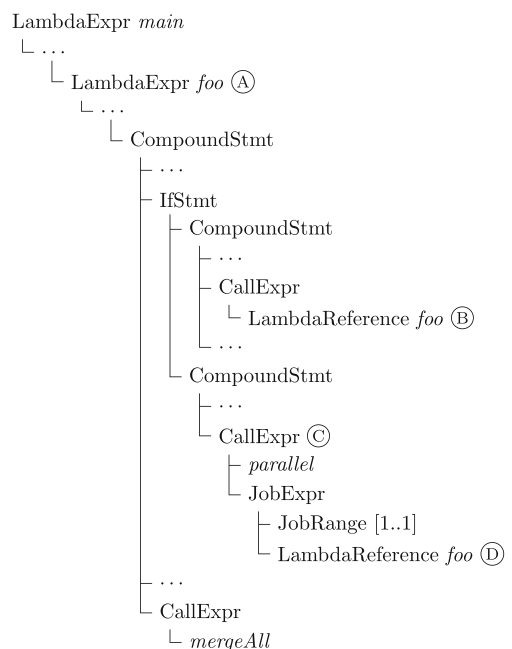 LambdaExpr main
...
LambdaExpr foo Ⓐ
...
CompoundStmt
...
IfStmt
CompoundStmt
...
CallExpr
LambdaReference foo Ⓑ
...
CompoundStmt
...
CallExpr Ⓒ
parallel
JobExpr
JobRange [1..1]
LambdaReference foo Ⓓ
...
CallExpr
mergeAll